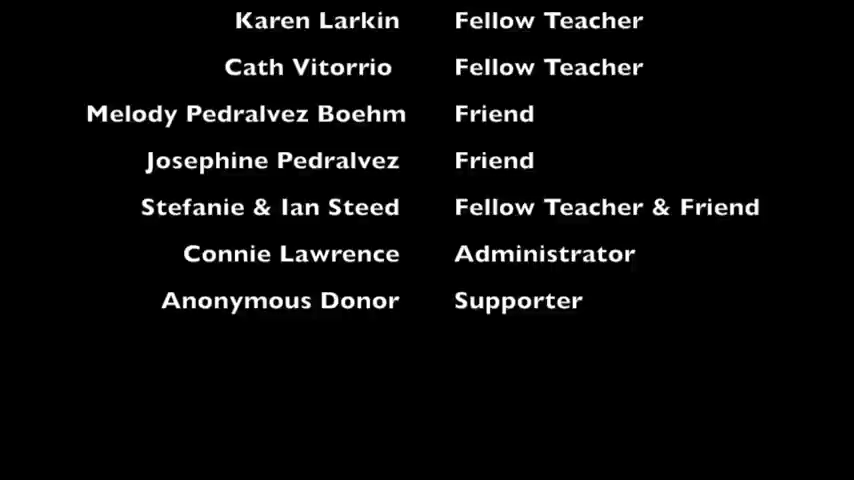 Karen Larkin Fellow Teacher
Cath Vitorrio Fellow Teacher
Melody Pedralvez Boehm Friend
Josephine Pedralvez Friend
Stefanie & Ian Steed Fellow Teacher & Friend
Connie Lawrence Administrator
Anonymous Donor Supporter